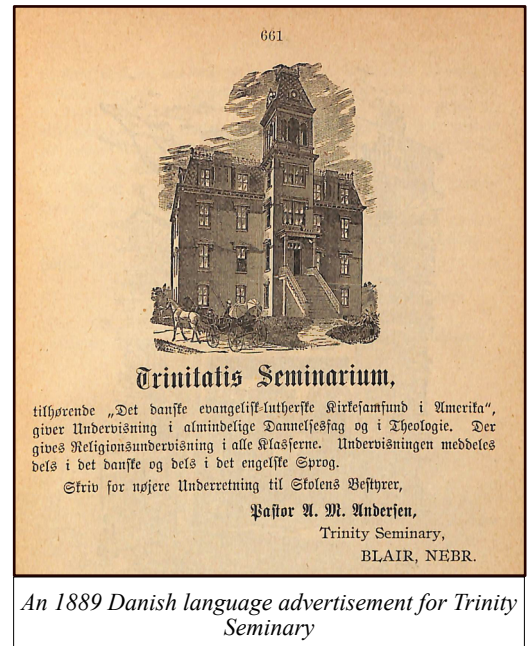 661
Trinitatis Seminarium,
tilhørende „Det danske evangelisk-lutherske Kirkesamfund i Amerika“,
giver Undervisning i almindelige Dannelsesfag og i Theologie. Der
gives Religionsundervisning i alle Klasserne. Undervisningen meddeles
dels i det danske og dels i det engelske Sprog.
Skriv for nøjere Underretning til Skolens Bestyrer,
Pastor A. M. Andersen,
Trinity Seminary,
BLAIR, NEBR.
An 1889 Danish language advertisement for Trinity
Seminary